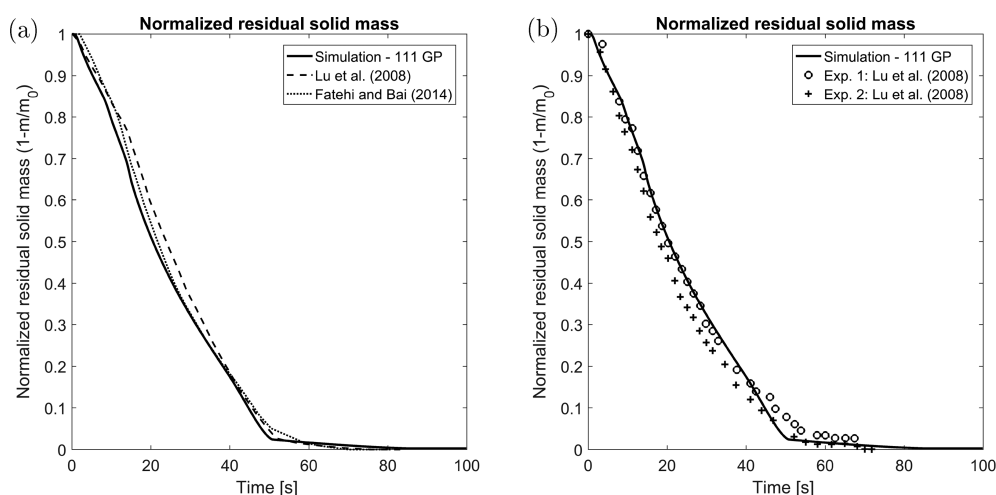 (a)
Normalized residual solid mass
Normalized residual solid mass (1-m/m0)
1
0.9
0.8
0.7
0.6
0.5
0.4
0.3
0.2
0.1
0
Simulation - 111 GP
Lu et al. (2008)
Fatehi and Bai (2014)
0 20 40 60 80 100
Time [s]
(b)
Normalized residual solid mass
Normalized residual solid mass (1-m/m0)
1
0.9
0.8
0.7
0.6
0.5
0.4
0.3
0.2
0.1
0
Simulation - 111 GP
Exp. 1: Lu et al. (2008)
Exp. 2: Lu et al. (2008)
0 20 40 60 80 100
Time [s]